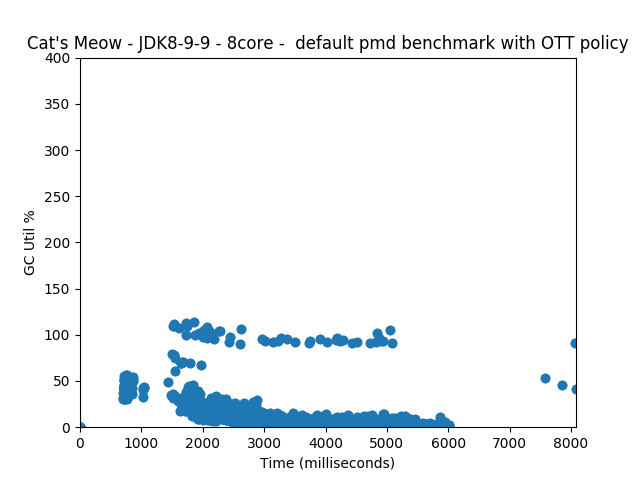 Cat's Meow - JDK8-9-9 - 8core -  default pmd benchmark with OTT policy
400
350
300
250
200
150
100
50
0
GC Util %
0 1000 2000 3000 4000 5000 6000 7000 8000
Time (milliseconds)